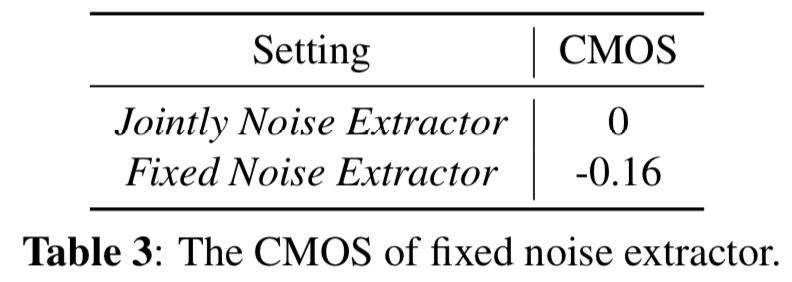 Setting CMOS
Jointly Noise Extractor 0
Fixed Noise Extractor -0.16
Table 3: The CMOS of fixed noise extractor.